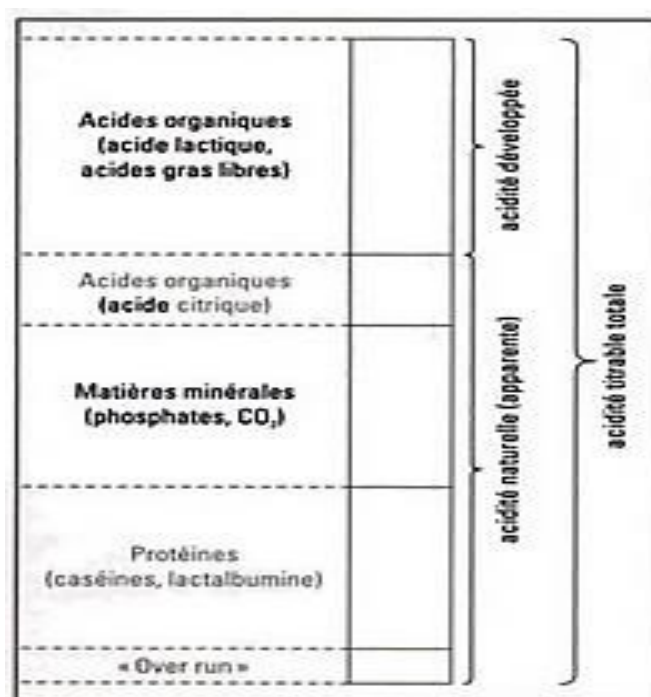 Acides organiques
(acide lactique,
acides gras libres)
Acides organiques
(acide citrique)
Matières minérales
(phosphates, CO₂)
Protéines
(caséines, lactalbumine)
« Over run »
acidité développée
acidité naturelle (apparente)
acidité titrable totale